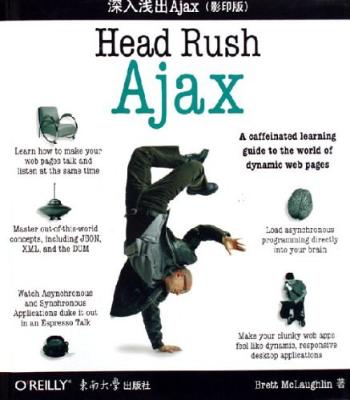 深入浅出Ajax（影印版）
Head Rush
Ajax
A caffeinated learning
guide to the world of
dynamic web pages
Learn how to make your
web pages talk and
listen at the same time
Master out-of-this-world
concepts, including JSON,
XML, and the DOM
Load asynchronous
programming directly
into your brain
Watch Asynchronous
and Synchronous
Applications duke it out
in an Espresso Talk
Make your clunky web apps
feel like dynamic, responsive
desktop applications
O'REILLY 東南大學出版社
Brett McLaughlin 著